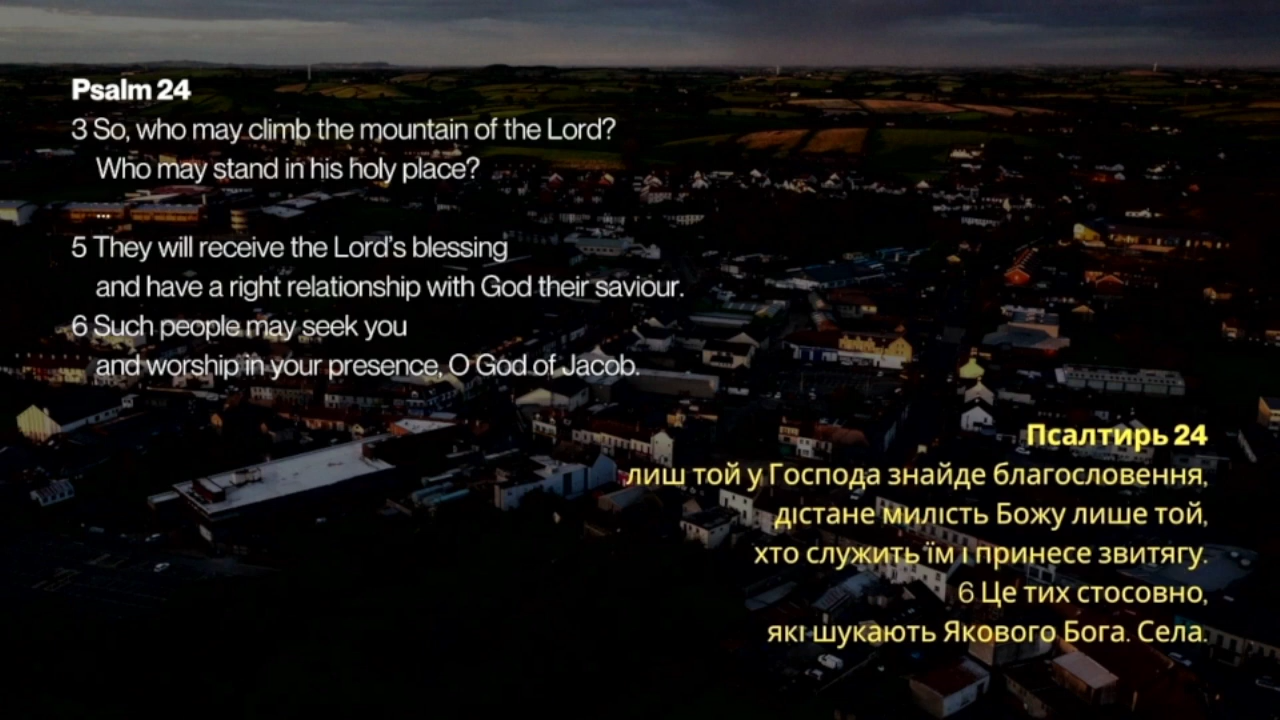 Psalm 24
3 So, who may climb the mountain of the Lord?
Who may stand in his holy place?
5 They will receive the Lord's blessing
and have a right relationship with God their saviour.
6 Such people may seek you
and worship in your presence, O God of Jacob.
Псалтирь 24
лиш той у Господа знайде благословення,
дістане милість Божу лише той,
хто служить їм і принесе звитягу.
6 Це тих стосовно,
які шукають Якового Бога. Села.